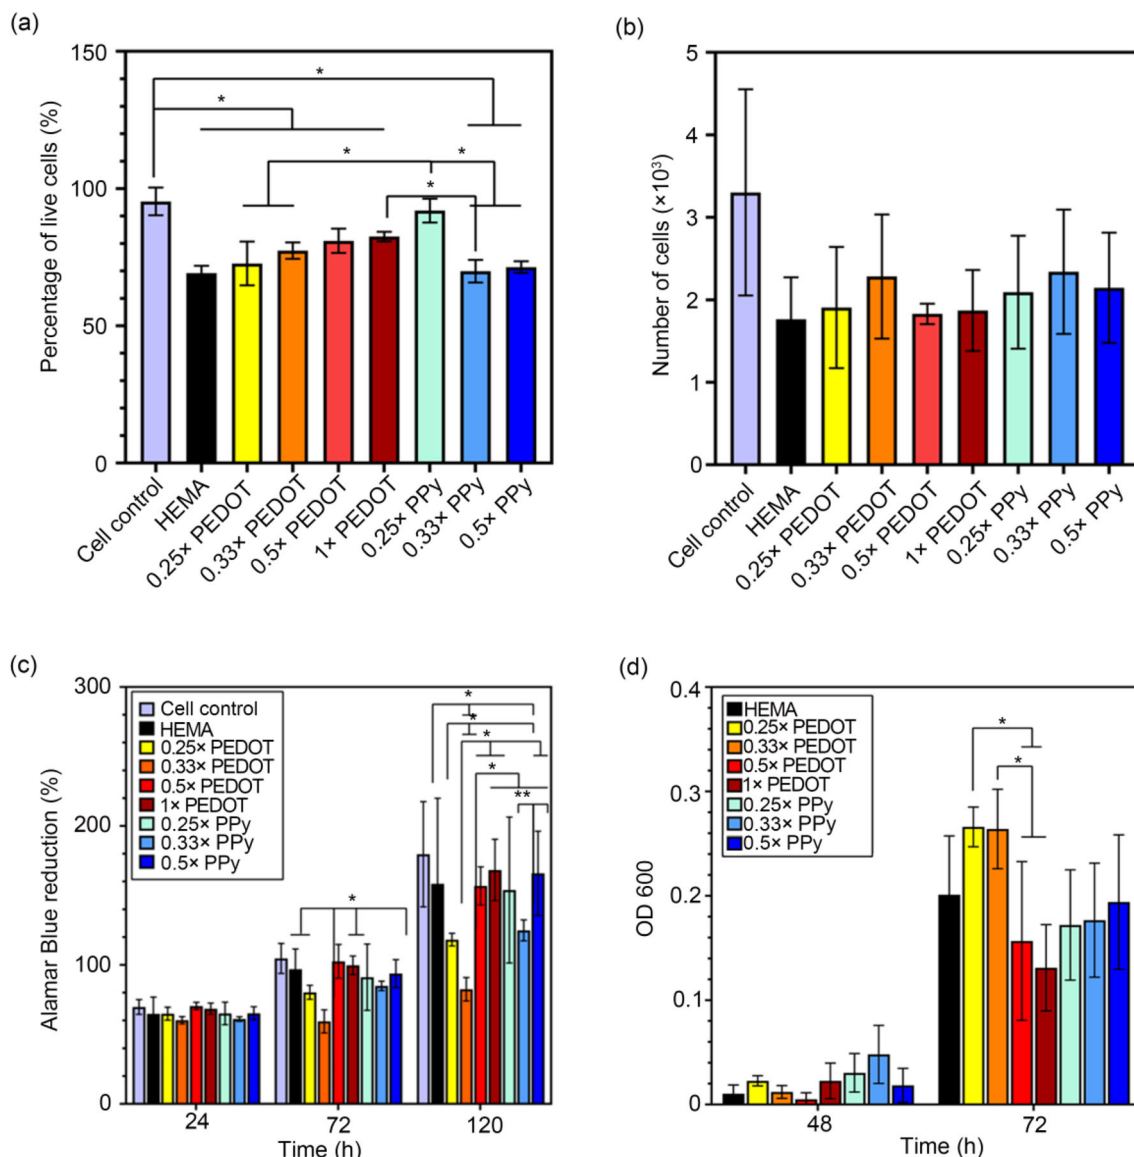 (a)
150
100
50
0
Percentage of live cells (%)
*
*
*
*
*
Cell control
HEMA
0.25× PEDOT
0.33× PEDOT
0.5× PEDOT
1× PEDOT
0.25× PPy
0.33× PPy
0.5× PPy
(b)
5
4
3
2
1
0
Number of cells (×10³)
Cell control
HEMA
0.25× PEDOT
0.33× PEDOT
0.5× PEDOT
1× PEDOT
0.25× PPy
0.33× PPy
0.5× PPy
(c)
300
200
100
0
Alamar Blue reduction (%)
Cell control
HEMA
0.25× PEDOT
0.33× PEDOT
0.5× PEDOT
1× PEDOT
0.25× PPy
0.33× PPy
0.5× PPy
*
*
*
*
*
**
24
72
120
Time (h)
(d)
0.4
0.3
0.2
0.1
0
OD 600
HEMA
0.25× PEDOT
0.33× PEDOT
0.5× PEDOT
1× PEDOT
0.25× PPy
0.33× PPy
0.5× PPy
*
*
48
72
Time (h)